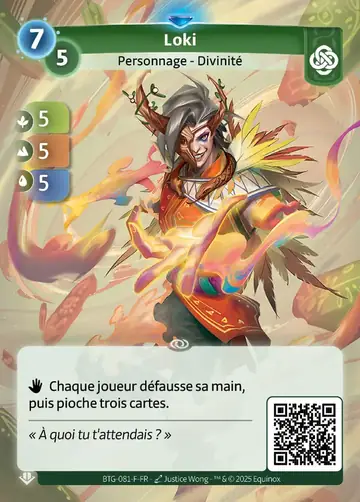 7
5
Loki
Personnage - Divinité
5
5
5
Chaque joueur défausse sa main,
puis pioche trois cartes.
« À quoi tu t'attendais ? »
BTG-081-F-FR - Justice Wong - ™ & © 2025 Equinox